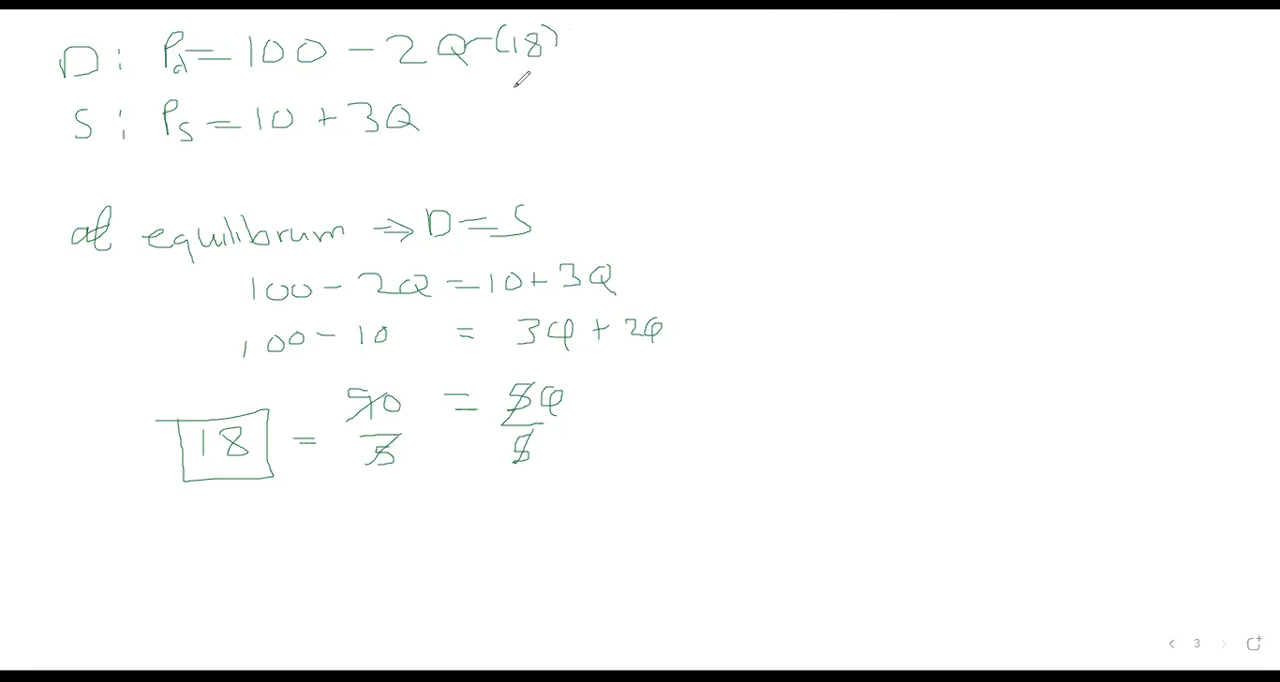 D : Pd = 100 - 2Q-(18)
S : Ps = 10 + 3Q
at equilibrum ⇒ D = S
100 - 2Q = 10 + 3Q
100 - 10 = 3Q + 2Q
18 = 90/5 = 5Q/5
3